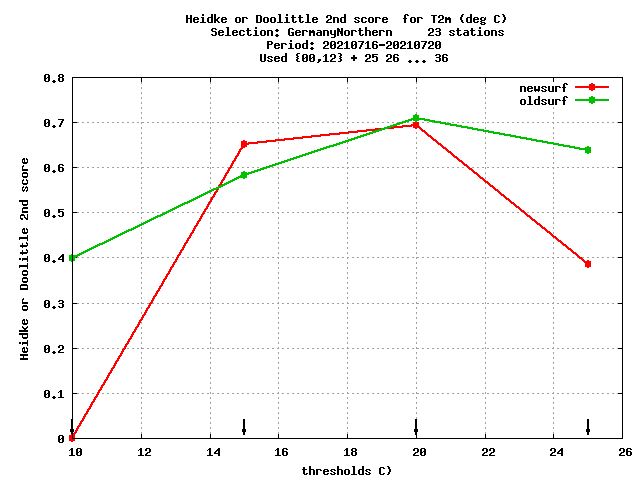 Heidke or Doolittle 2nd score  for T2m (deg C)
Selection: GermanyNorthern     23 stations
Period: 20210716-20210720
Used {00,12} + 25 26 ... 36
newsurf
oldsurf
Heidke or Doolittle 2nd score
0.8
0.7
0.6
0.5
0.4
0.3
0.2
0.1
0
10 12 14 16 18 20 22 24 26
thresholds C)